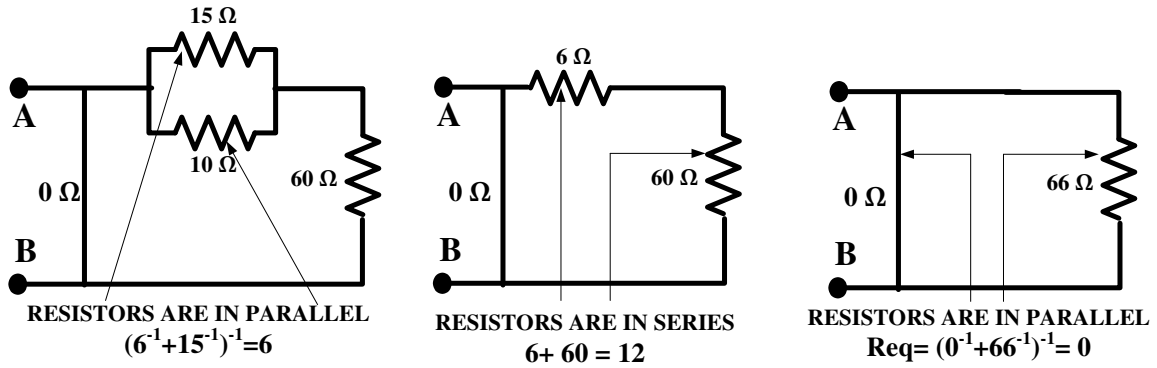 15 Ω
A
10 Ω
0 Ω
60 Ω
B
RESISTORS ARE IN PARALLEL
(6⁻¹+15⁻¹)⁻¹=6
6 Ω
A
0 Ω
60 Ω
B
RESISTORS ARE IN SERIES
6+ 60 = 12
A
0 Ω
66 Ω
B
RESISTORS ARE IN PARALLEL
Req= (0⁻¹+66⁻¹)⁻¹= 0